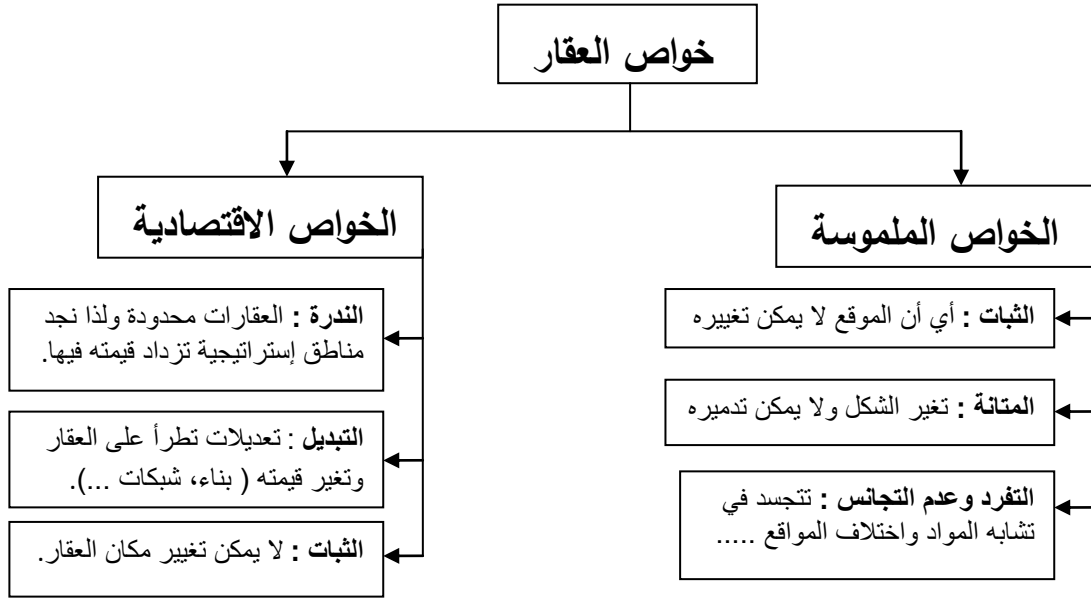 خواص العقار
الخواص الملموسة
الثبات : أي أن الموقع لا يمكن تغييره
المتانة : تغير الشكل ولا يمكن تدميره
التفرد وعدم التجانس : تتجسد في
تشابه المواد واختلاف المواقع .....
الخواص الاقتصادية
الندرة : العقارات محدودة ولذا نجد
مناطق إستراتيجية تزداد قيمته فيها.
التبديل : تعديلات تطرأ على العقار
وتغير قيمته ( بناء، شبكات ...).
الثبات : لا يمكن تغيير مكان العقار.